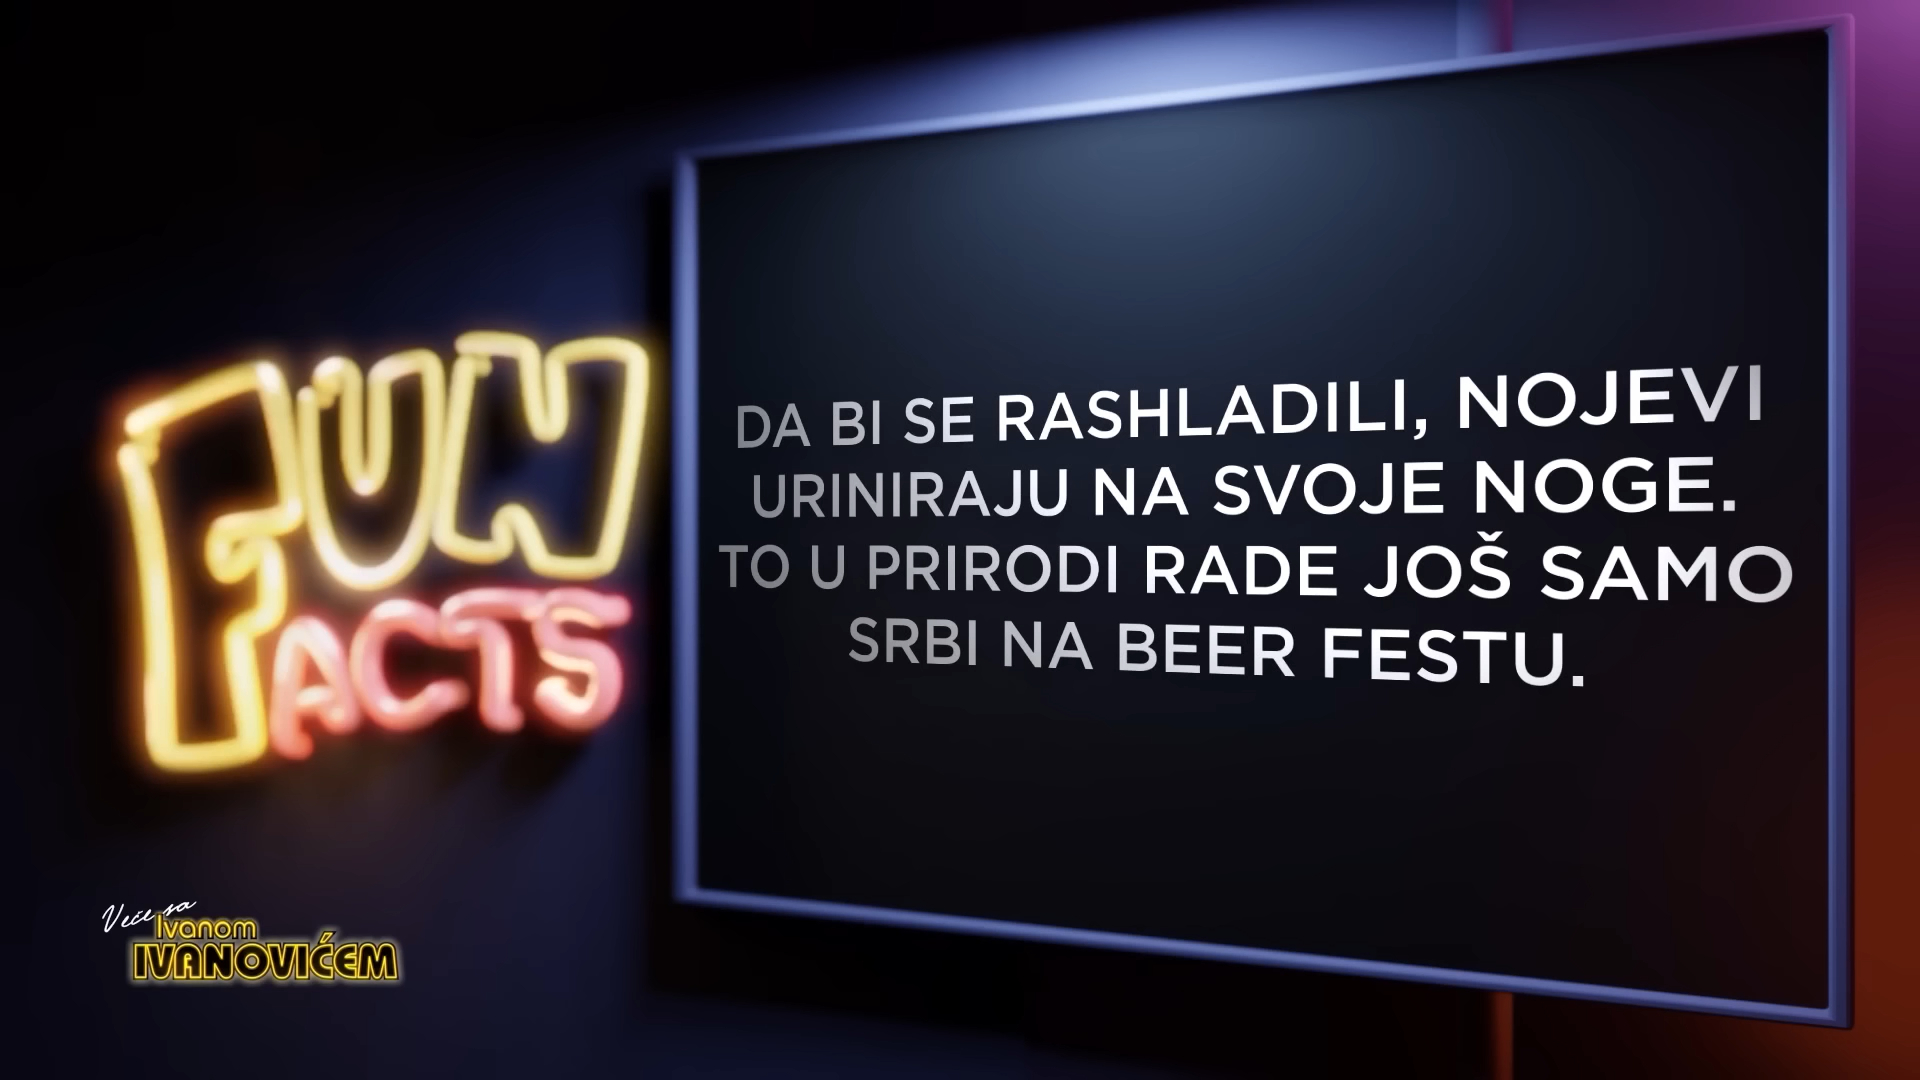 FUN
FACTS
DA BI SE RASHLADILI, NOJEVI
URINIRAJU NA SVOJE NOGE.
TO U PRIRODI RADE JOŠ SAMO
SRBI NA BEER FESTU.
Veče sa
Ivanom
IVANOVIĆEM